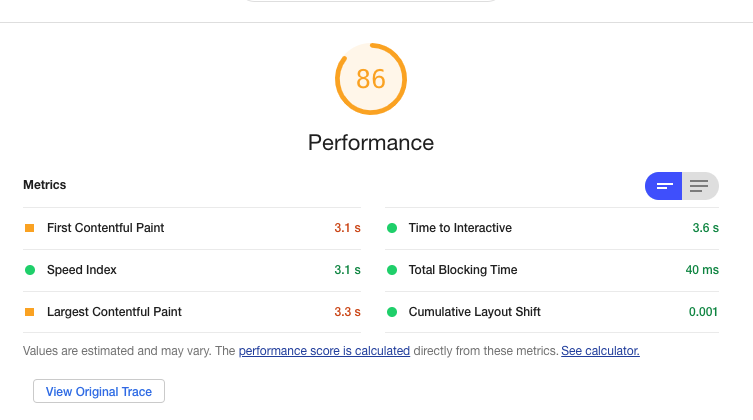 86
Performance
Metrics
First Contentful Paint 3.1 s
Time to Interactive 3.6 s
Speed Index 3.1 s
Total Blocking Time 40 ms
Largest Contentful Paint 3.3 s
Cumulative Layout Shift 0.001
Values are estimated and may vary. The performance score is calculated directly from these metrics. See calculator.
View Original Trace